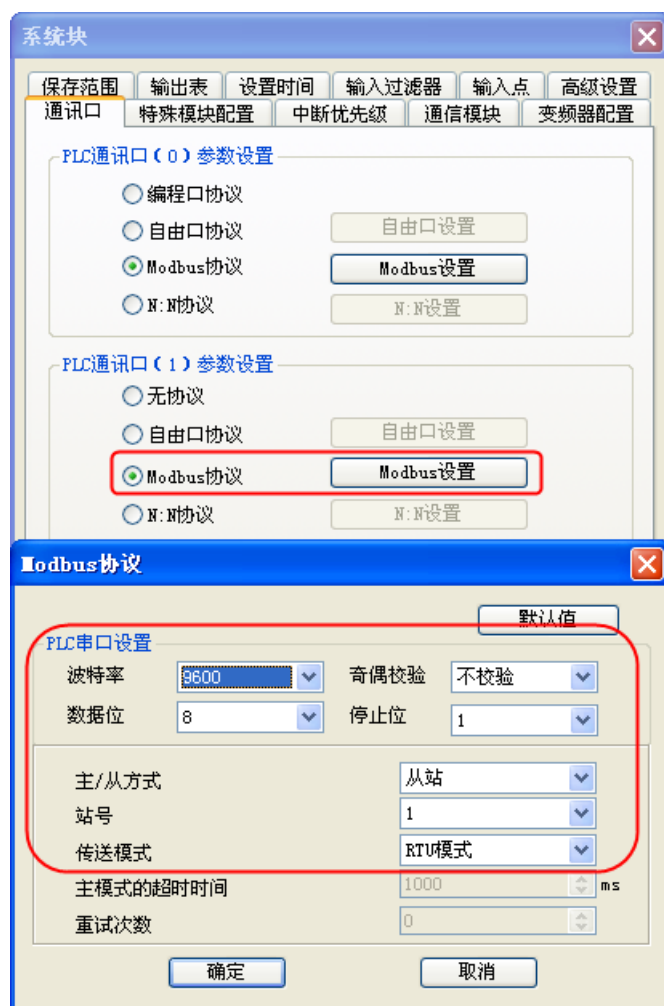 系统块
保存范围 输出表 设置时间 输入过滤器 输入点 高级设置
通讯口 特殊模块配置 中断优先级 通信模块 变频器配置
PLC通讯口(0)参数设置
编程口协议
自由口协议 自由口设置
Modbus协议 Modbus设置
N:N协议 N:N设置
PLC通讯口(1)参数设置
无协议
自由口协议 自由口设置
Modbus协议 Modbus设置
N:N协议 N:N设置
Modbus协议
默认值
PLC串口设置
波特率 9600 奇偶校验 不校验
数据位 8 停止位 1
主/从方式 从站
站号 1
传送模式 RTU模式
主模式的超时时间 1000 ms
重试次数 0
确定 取消